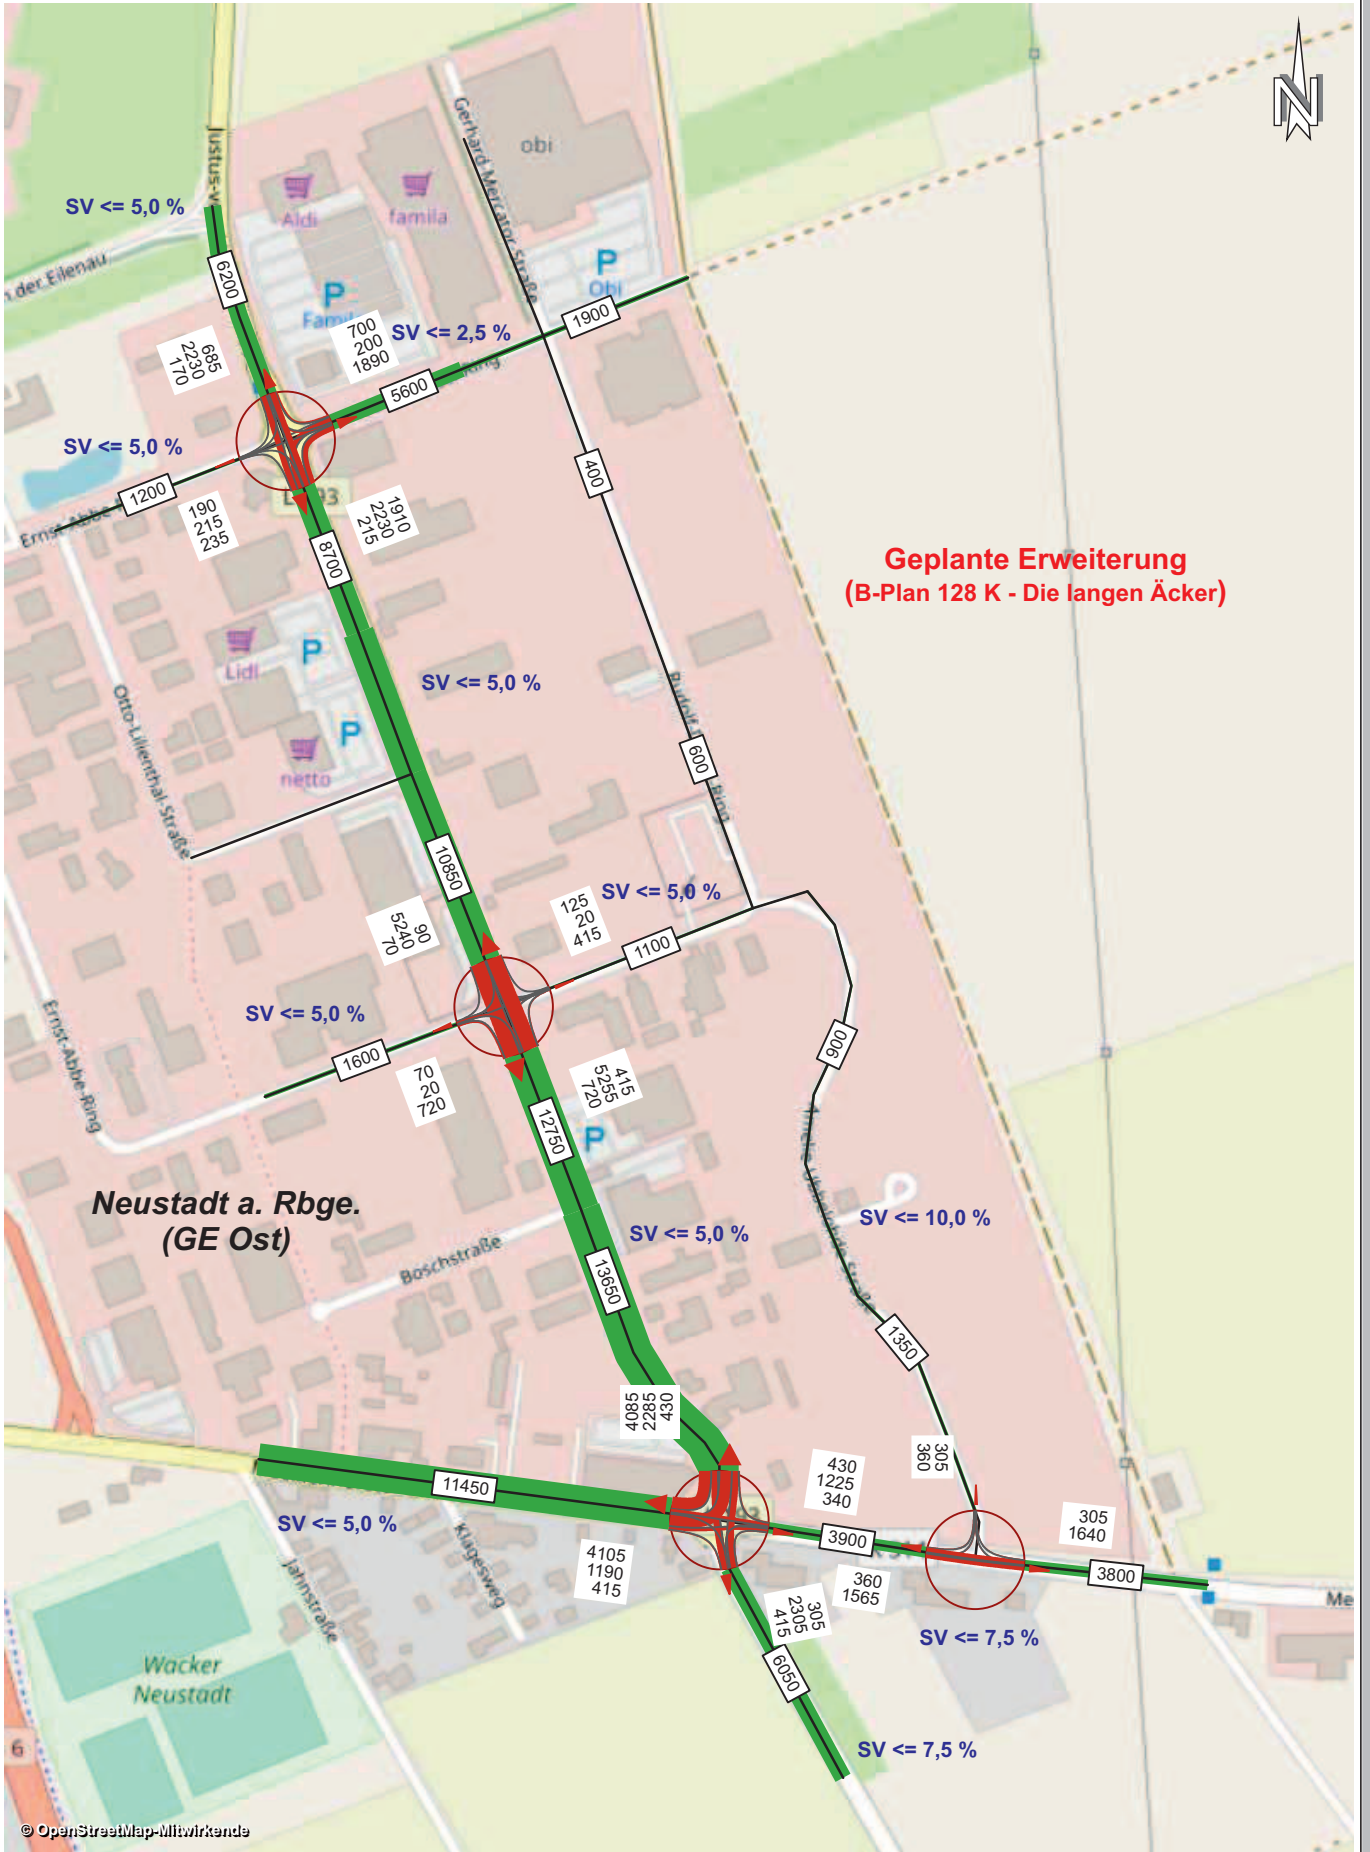 N
Justus-v
Gerhard-Mercator-Straße
obi
SV <= 5,0 %
Aldi
famila
n der Eilenau
6200
P
Obi
P
Famil
1900
685
2230
170
700
200
1890
SV <= 2,5 %
5600
SV <= 5,0 %
400
1200
190
215
235
1910
2230
215
8700
Geplante Erweiterung
(B-Plan 128 K - Die langen Äcker)
Lidl
P
SV <= 5,0 %
Otto-Lilienthal-Straße
P
netto
600
Ring
10850
SV <= 5,0 %
90
5240
70
125
20
415
1100
SV <= 5,0 %
Ernst-Abbe-Ring
1600
900
70
20
720
415
5255
720
12750
P
Neustadt a. Rbge.
(GE Ost)
SV <= 10,0 %
SV <= 5,0 %
Boschstraße
13650
1350
4085
2285
430
430
1225
340
305
360
11450
305
1640
SV <= 5,0 %
3900
3800
Klügesweg
4105
1190
415
360
1565
Jahnstraße
305
2305
415
Me
SV <= 7,5 %
Wacker
Neustadt
6050
6
SV <= 7,5 %
© OpenStreetMap-Mitwirkende